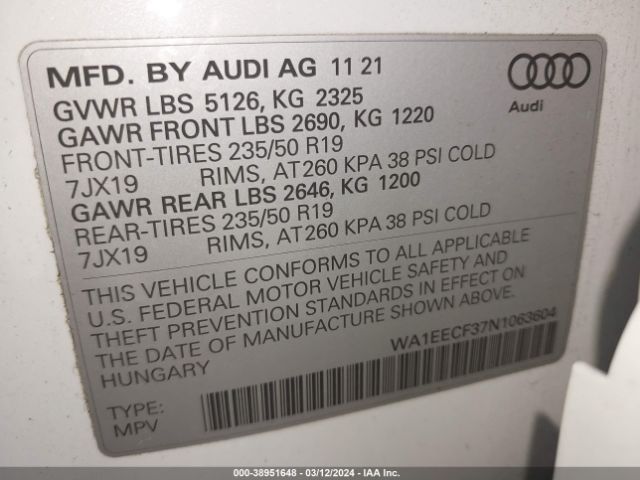 MFD. BY AUDI AG 11 21
GVWR LBS 5126, KG 2325
GAWR FRONT LBS 2690, KG 1220
FRONT-TIRES 235/50 R19
7JX19 RIMS, AT 260 KPA 38 PSI COLD
GAWR REAR LBS 2646, KG 1200
REAR-TIRES 235/50 R19
7JX19 RIMS, AT 260 KPA 38 PSI COLD
Audi
THIS VEHICLE CONFORMS TO ALL APPLICABLE
U.S. FEDERAL MOTOR VEHICLE SAFETY AND
THEFT PREVENTION STANDARDS IN EFFECT ON
THE DATE OF MANUFACTURE SHOWN ABOVE.
HUNGARY
WA1EECF37N1063604
TYPE:
MPV
000-38951648 - 03/12/2024 - IAA Inc.